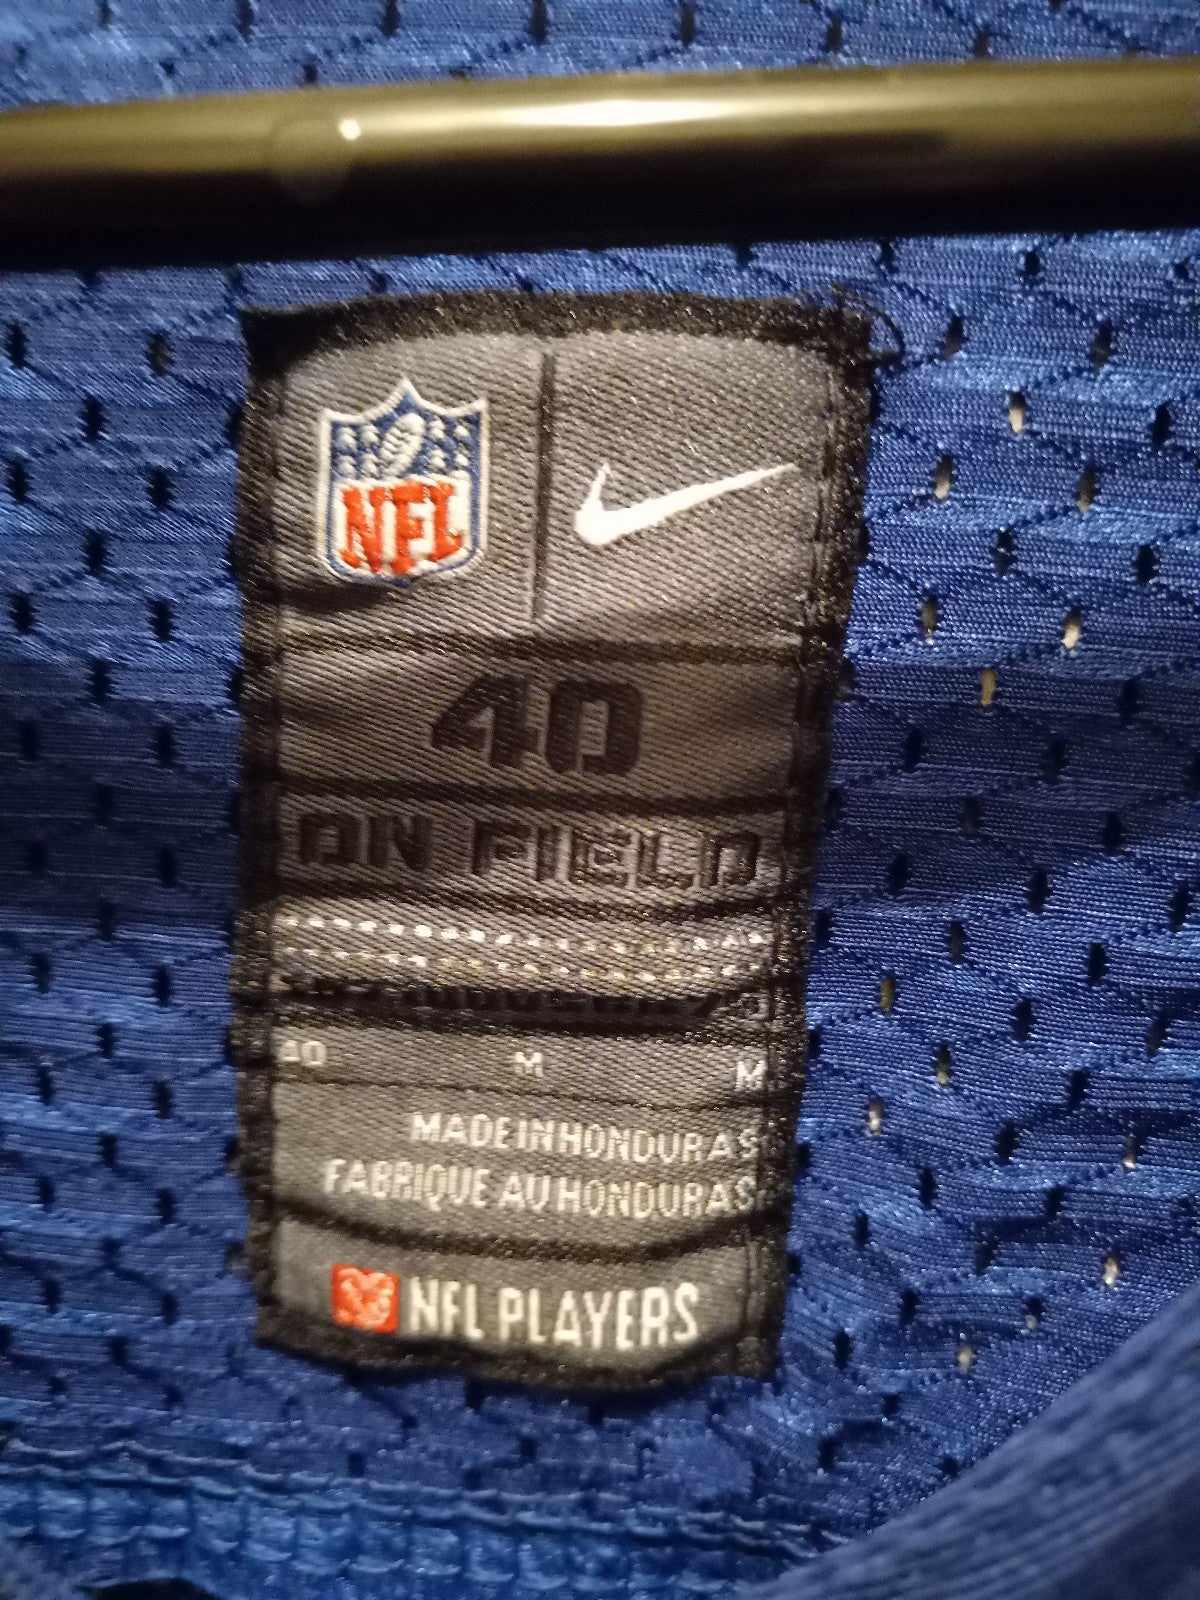 NFL
40
ON FIELD
40 M M
MADE IN HONDURAS
FABRIQUE AU HONDURAS
NFL PLAYERS